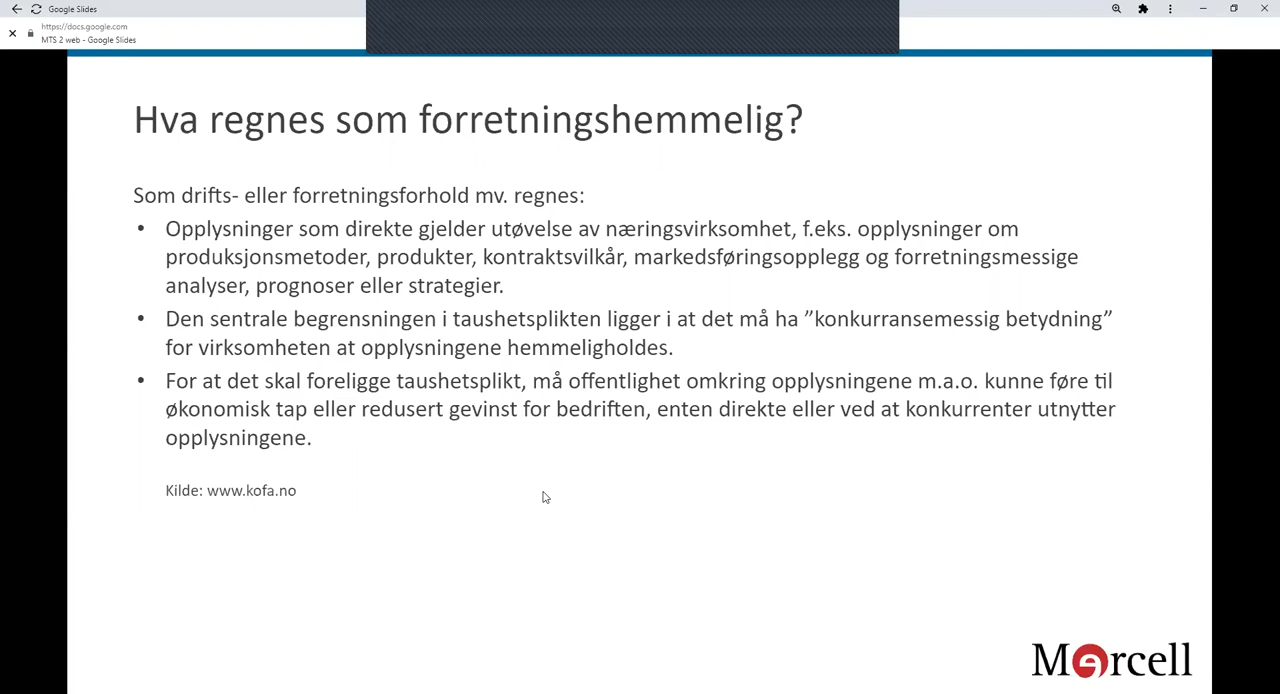 Google Slides
https://docs.google.com
MTS 2 web - Google Slides
Hva regnes som forretningshemmelig?
Som drifts- eller forretningsforhold mv. regnes:
• Opplysninger som direkte gjelder utøvelse av næringsvirksomhet, f.eks. opplysninger om
produksjonsmetoder, produkter, kontraktsvilkår, markedsføringsopplegg og forretningsmessige
analyser, prognoser eller strategier.
• Den sentrale begrensningen i taushetsplikten ligger i at det må ha ”konkurransemessig betydning”
for virksomheten at opplysningene hemmeligholdes.
• For at det skal foreligge taushetsplikt, må offentlighet omkring opplysningene m.a.o. kunne føre til
økonomisk tap eller redusert gevinst for bedriften, enten direkte eller ved at konkurrenter utnytter
opplysningene.
Kilde: www.kofa.no
Mercell